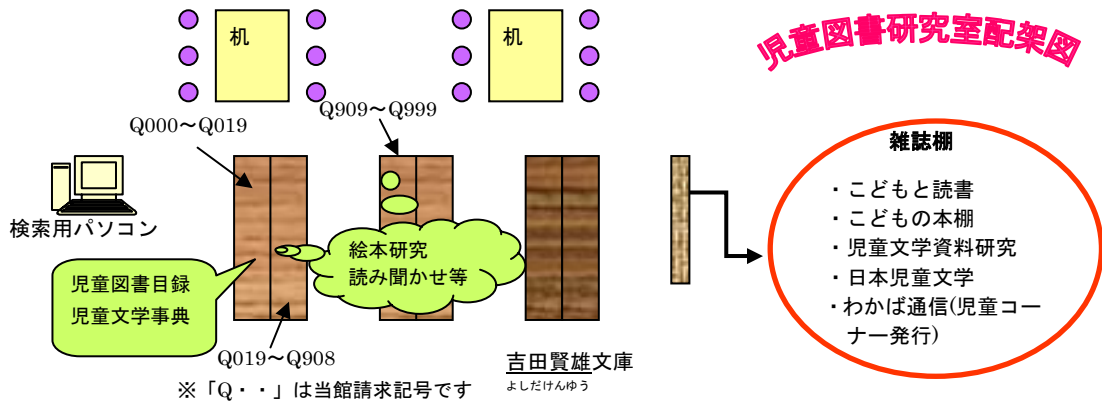 児童図書研究室配架図
机
机
Q909～Q999
Q000～Q019
検索用パソコン
児童図書目録
児童文学事典
絵本研究
読み聞かせ等
Q019～Q908
※「Q・・」は当館請求記号です
吉田賢雄文庫
よしだけんゆう
雑誌棚
・こどもと読書
・こどもの本棚
・児童文学資料研究
・日本児童文学
・わかば通信(児童コー
ナー発行)